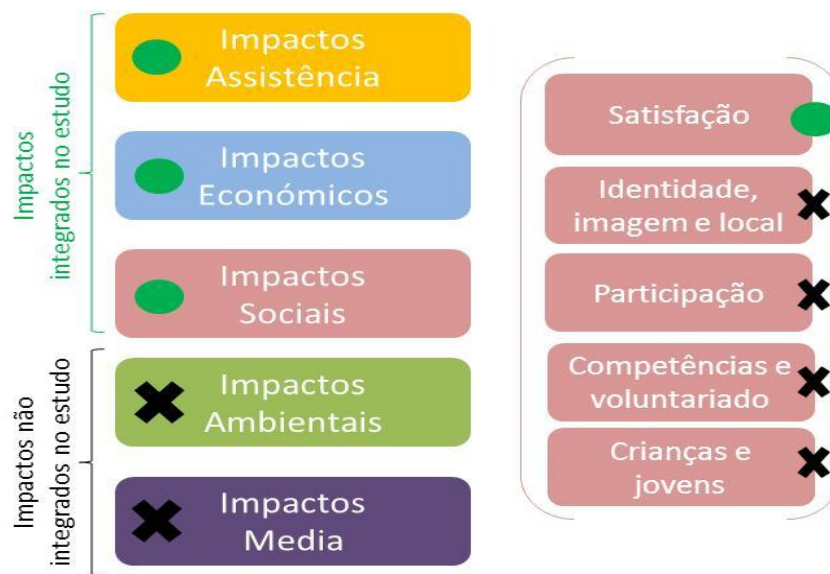 Impactos
integrados no estudo
Impactos
Assistência
Impactos
Económicos
Impactos
Sociais
Impactos não
integrados no estudo
Impactos
Ambientais
Impactos
Media
Satisfação
Identidade,
imagem e local
Participação
Competências e
voluntariado
Crianças e
jovens